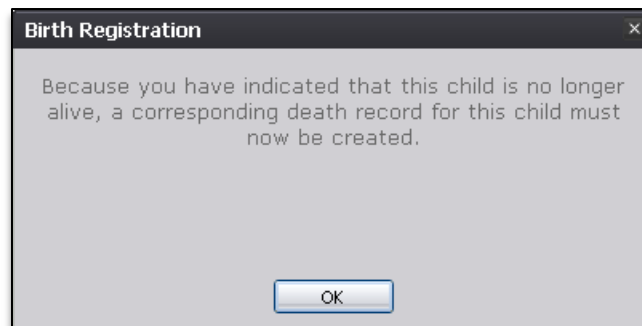 Birth Registration
Because you have indicated that this child is no longer
alive, a corresponding death record for this child must
now be created.
OK